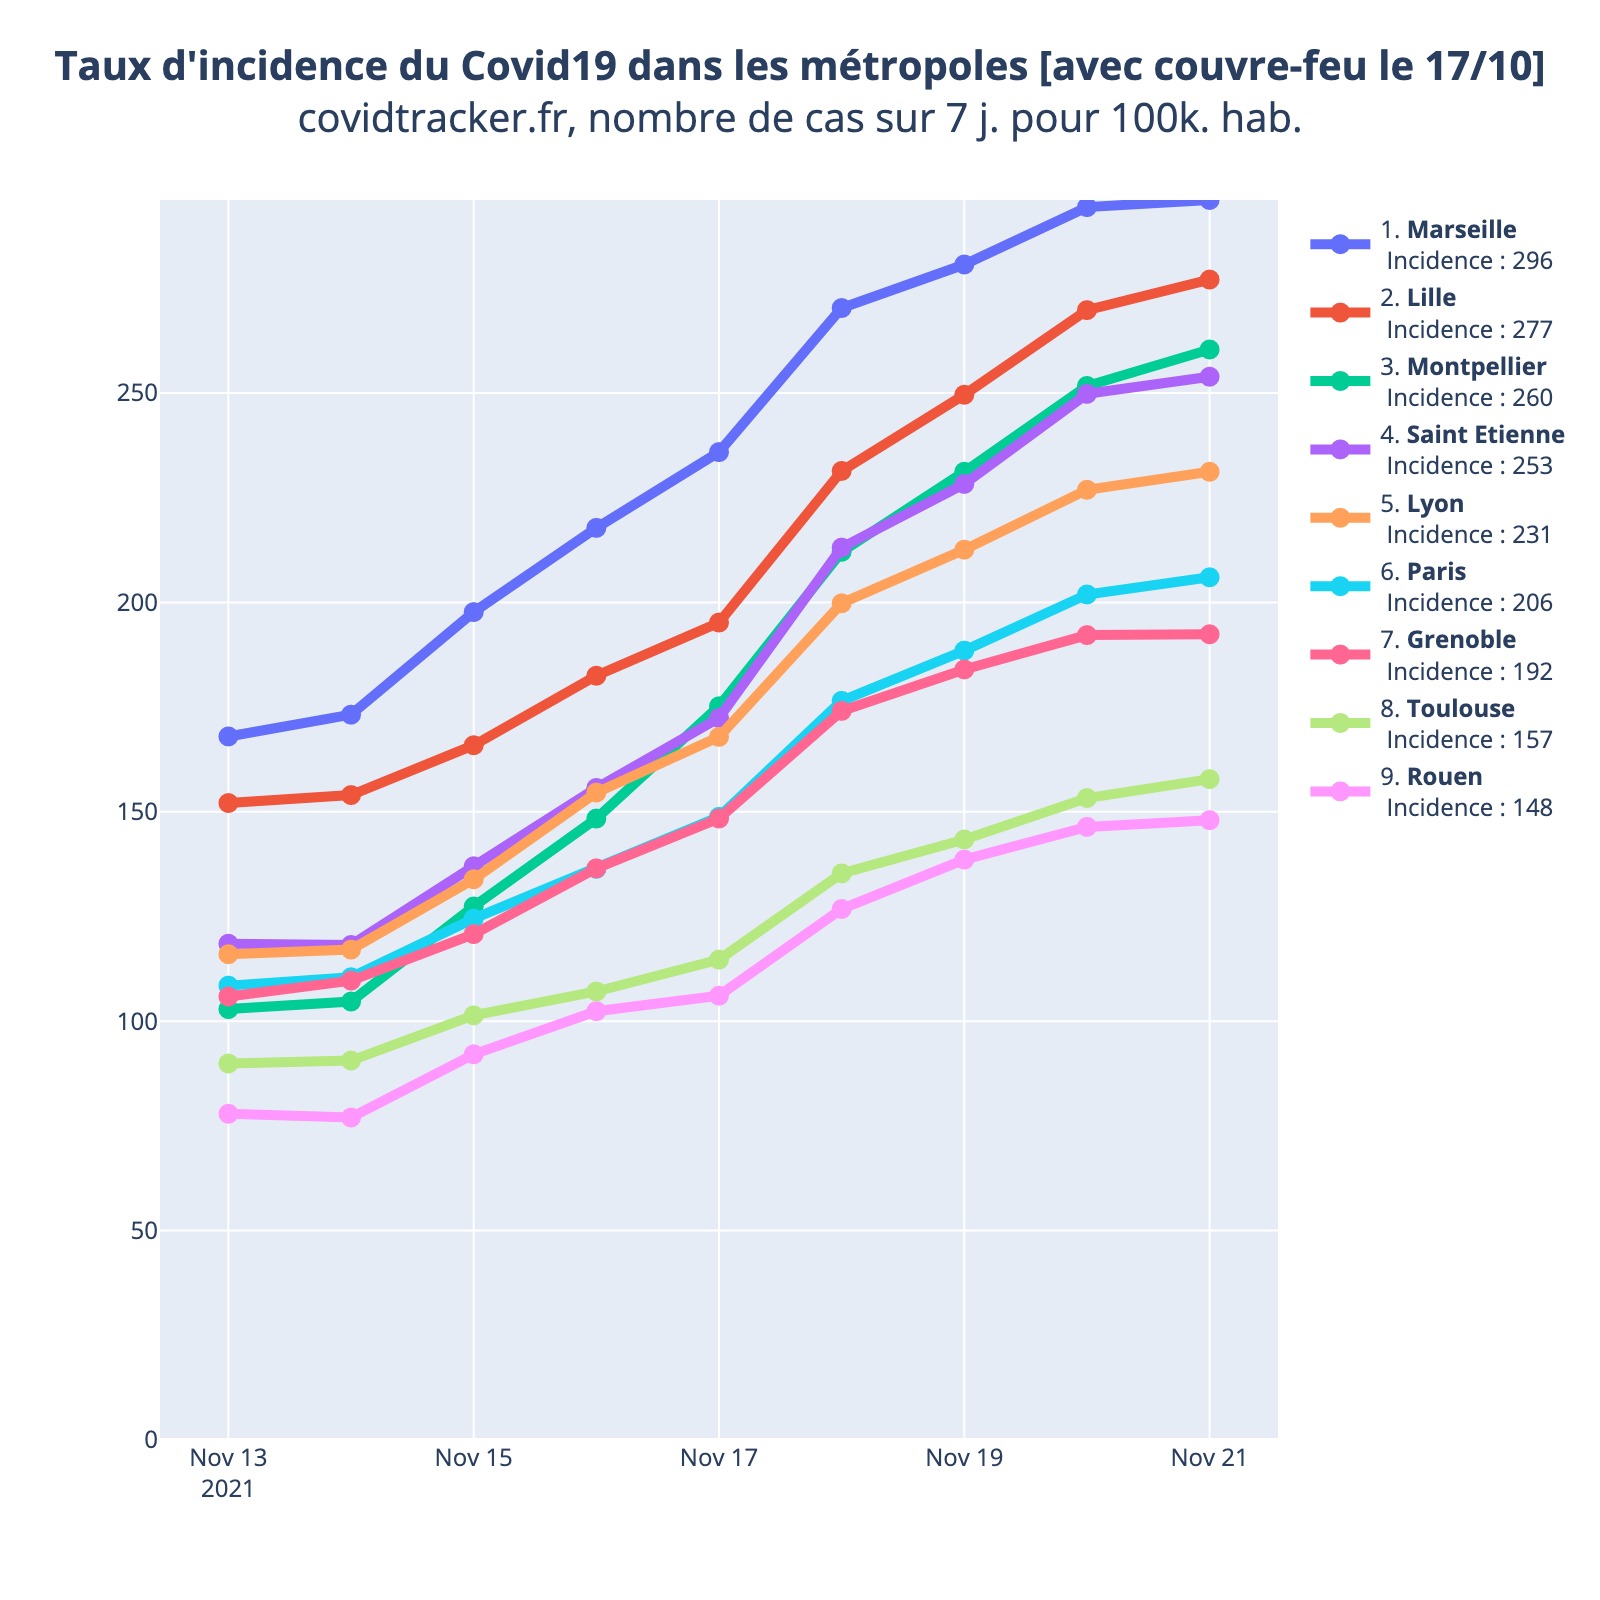 Taux d'incidence du Covid19 dans les métropoles [avec couvre-feu le 17/10]
covidtracker.fr, nombre de cas sur 7 j. pour 100k. hab.
1. Marseille
Incidence : 296
2. Lille
Incidence : 277
3. Montpellier
Incidence : 260
4. Saint Etienne
Incidence : 253
5. Lyon
Incidence : 231
6. Paris
Incidence : 206
7. Grenoble
Incidence : 192
8. Toulouse
Incidence : 157
9. Rouen
Incidence : 148
250
200
150
100
50
0
Nov 13 Nov 15 Nov 17 Nov 19 Nov 21
2021